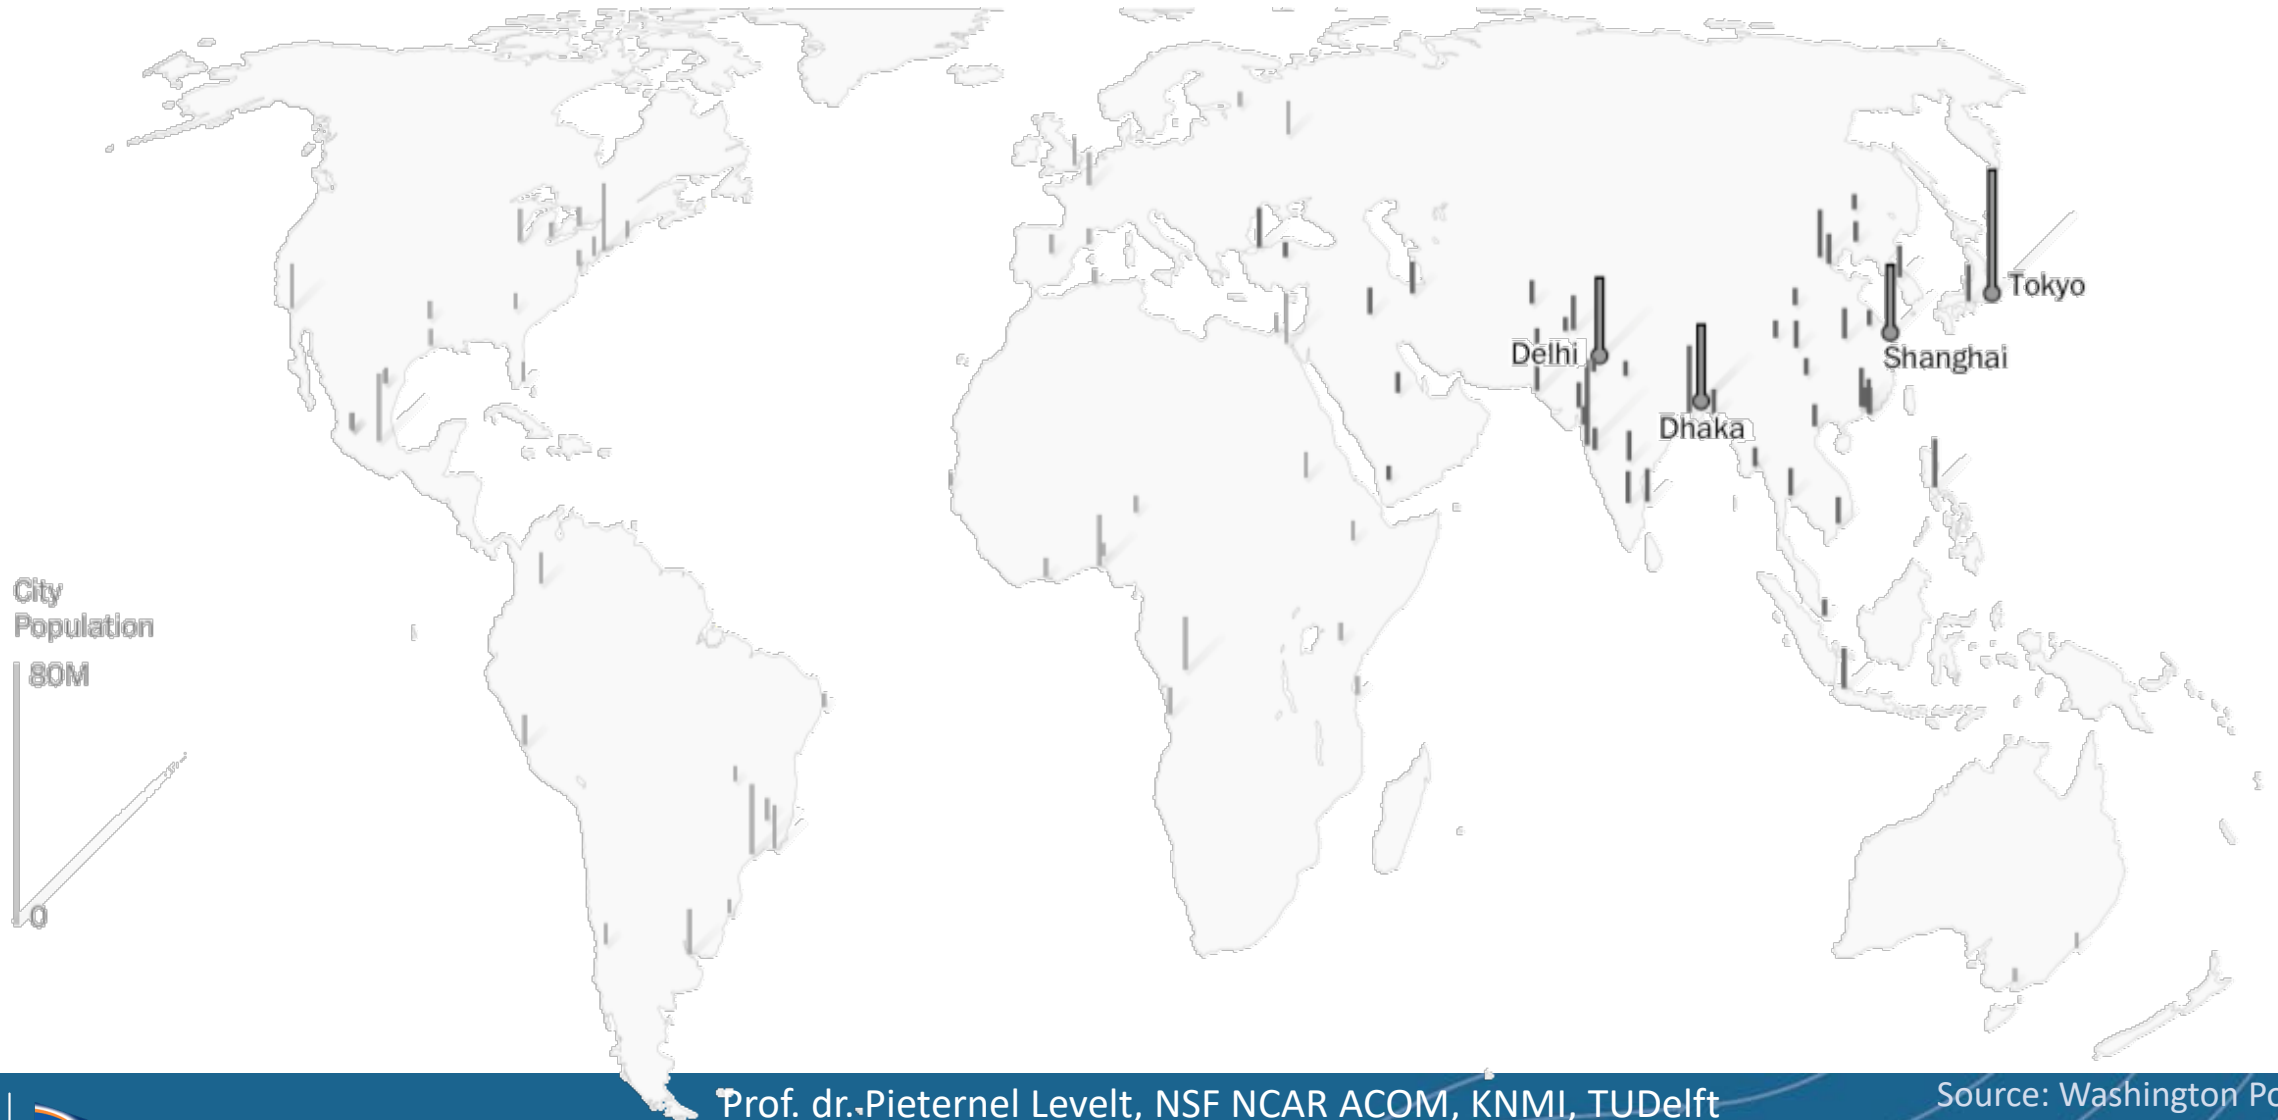 Tokyo
Delhi
Shanghai
Dhaka
City
Population
80M
0
Prof. dr. Pieternel Levelt, NSF NCAR ACOM, KNMI, TUDelft
Source: Washington Po